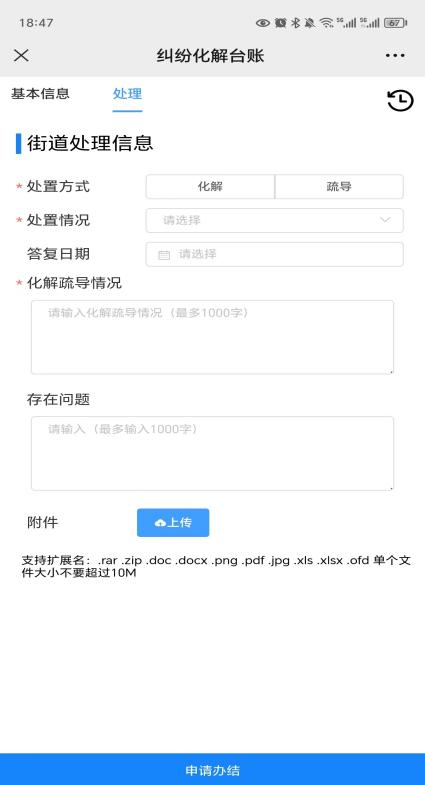 18:47
5G 5G 67
纠纷化解台账
基本信息 处理
街道处理信息
* 处置方式 化解 疏导
* 处置情况 请选择
答复日期 请选择
* 化解疏导情况
请输入化解疏导情况（最多1000字）
存在问题
请输入（最多输入1000字）
附件 上传
支持扩展名：.rar .zip .doc .docx .png .pdf .jpg .xls .xlsx .ofd 单个文
件大小不要超过10M
申请办结